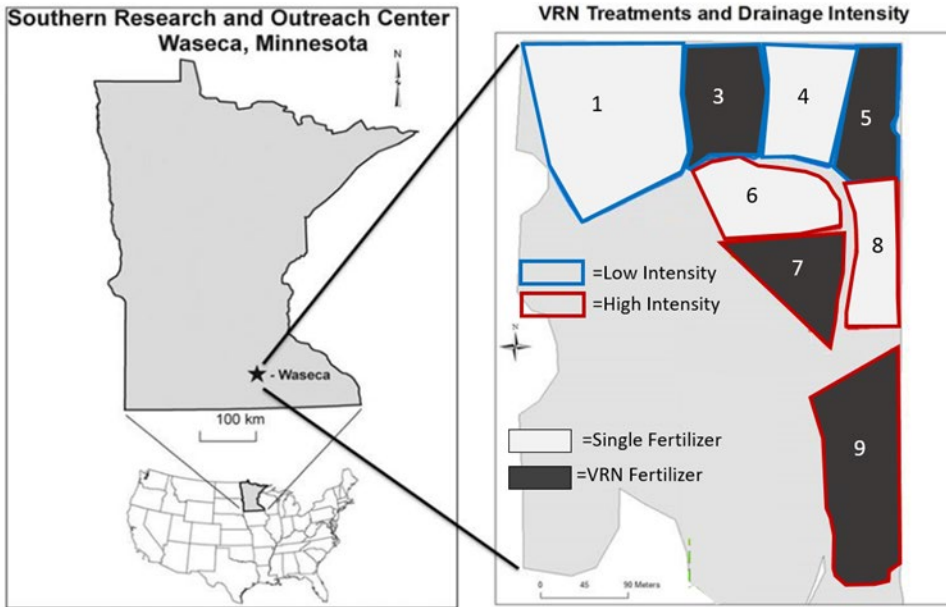 Southern Research and Outreach Center
Waseca, Minnesota
N
- Waseca
100 km
VRN Treatments and Drainage Intensity
1
3
4
5
6
7
8
=Low Intensity
=High Intensity
N
=Single Fertilizer
=VRN Fertilizer
9
0 45 90 Meters